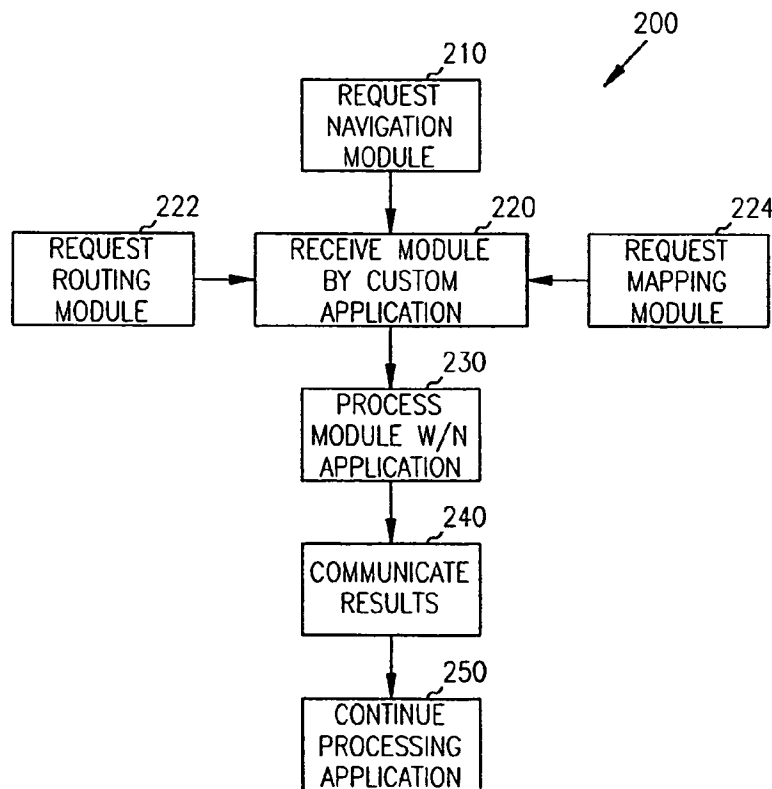 200
210
REQUEST
NAVIGATION
MODULE
222
REQUEST
ROUTING
MODULE
220
RECEIVE MODULE
BY CUSTOM
APPLICATION
224
REQUEST
MAPPING
MODULE
230
PROCESS
MODULE W/N
APPLICATION
240
COMMUNICATE
RESULTS
250
CONTINUE
PROCESSING
APPLICATION